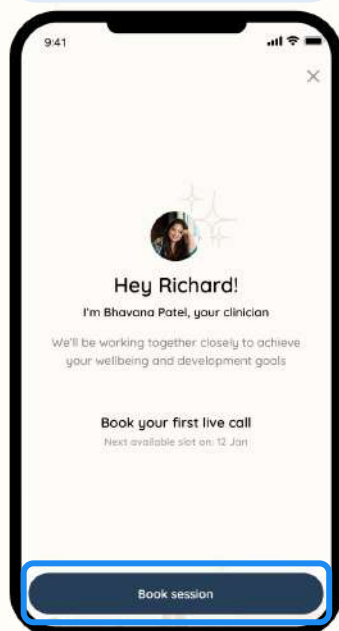 9:41
Hey Richard!
I'm Bhavana Patel, your clinician
We'll be working together closely to achieve
your wellbeing and development goals
Book your first live call
Next available slot on: 12 Jan
Book session